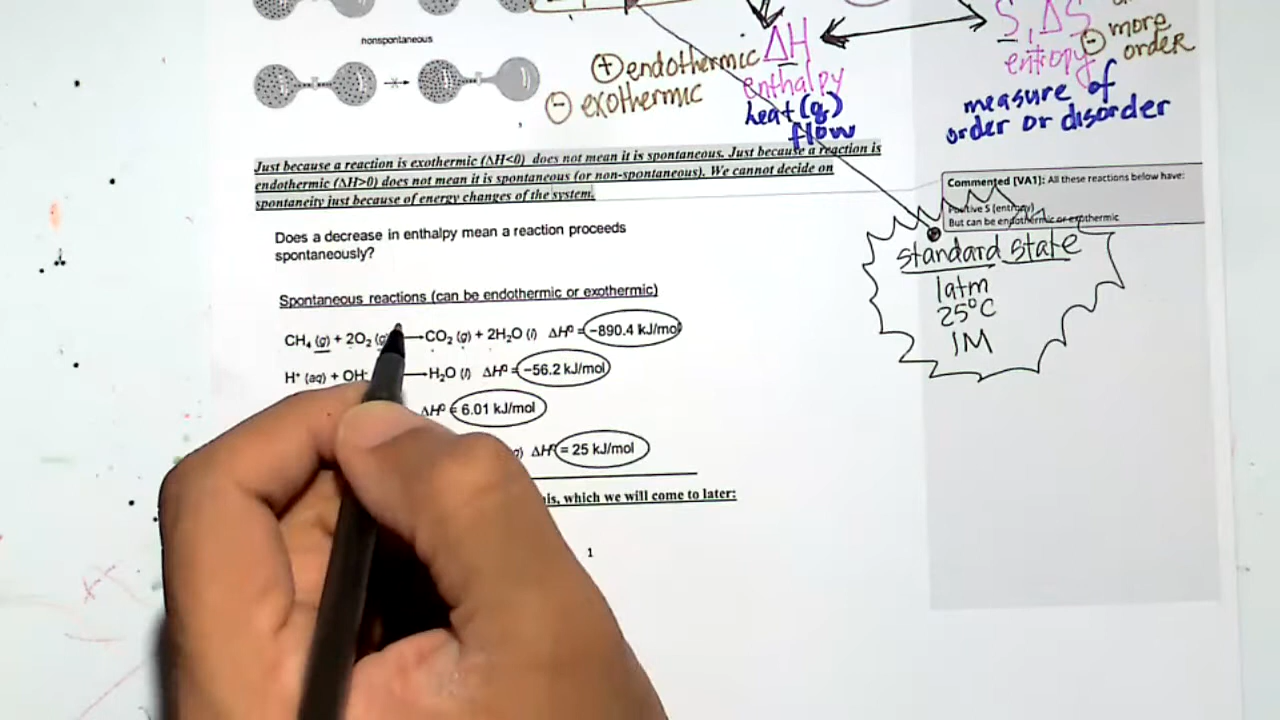 nonspontaneous
⊕ endothermic
⊖ exothermic
ΔH
enthalpy
heat (q)
flow
S, ΔS
entropy
⊖ more
order
measure of
order or disorder
Just because a reaction is exothermic (ΔH<0) does not mean it is spontaneous. Just because a reaction is
endothermic (ΔH>0) does not mean it is spontaneous (or non-spontaneous). We cannot decide on
spontaneity just because of energy changes of the system.
Commented [VA1]: All these reactions below have:
Positive S (entropy)
But can be endothermic or exothermic
Does a decrease in enthalpy mean a reaction proceeds
spontaneously?
standard state
1atm
25°C
1M
Spontaneous reactions (can be endothermic or exothermic)
CH₄ (g) + 2O₂ (g) → CO₂ (g) + 2H₂O (l) ΔH⁰ = −890.4 kJ/mol
H⁺ (aq) + OH⁻ → H₂O (l) ΔH⁰ = −56.2 kJ/mol
ΔH⁰ = 6.01 kJ/mol
ΔH⁰ = 25 kJ/mol
which we will come to later:
1